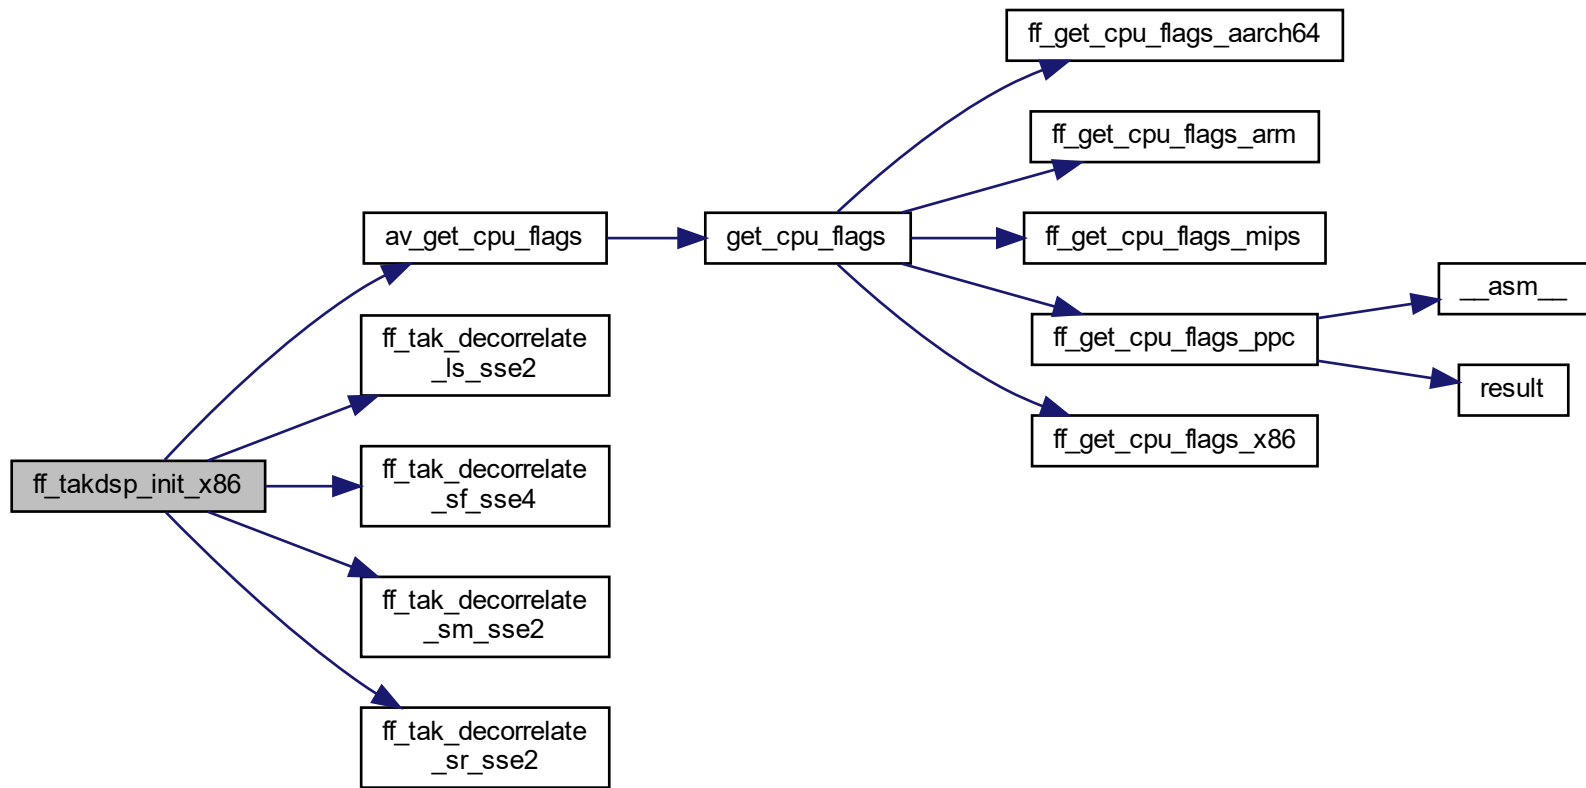 ff_takdsp_init_x86
av_get_cpu_flags
ff_tak_decorrelate
_ls_sse2
ff_tak_decorrelate
_sf_sse4
ff_tak_decorrelate
_sm_sse2
ff_tak_decorrelate
_sr_sse2
get_cpu_flags
ff_get_cpu_flags_aarch64
ff_get_cpu_flags_arm
ff_get_cpu_flags_mips
ff_get_cpu_flags_ppc
ff_get_cpu_flags_x86
__asm__
result